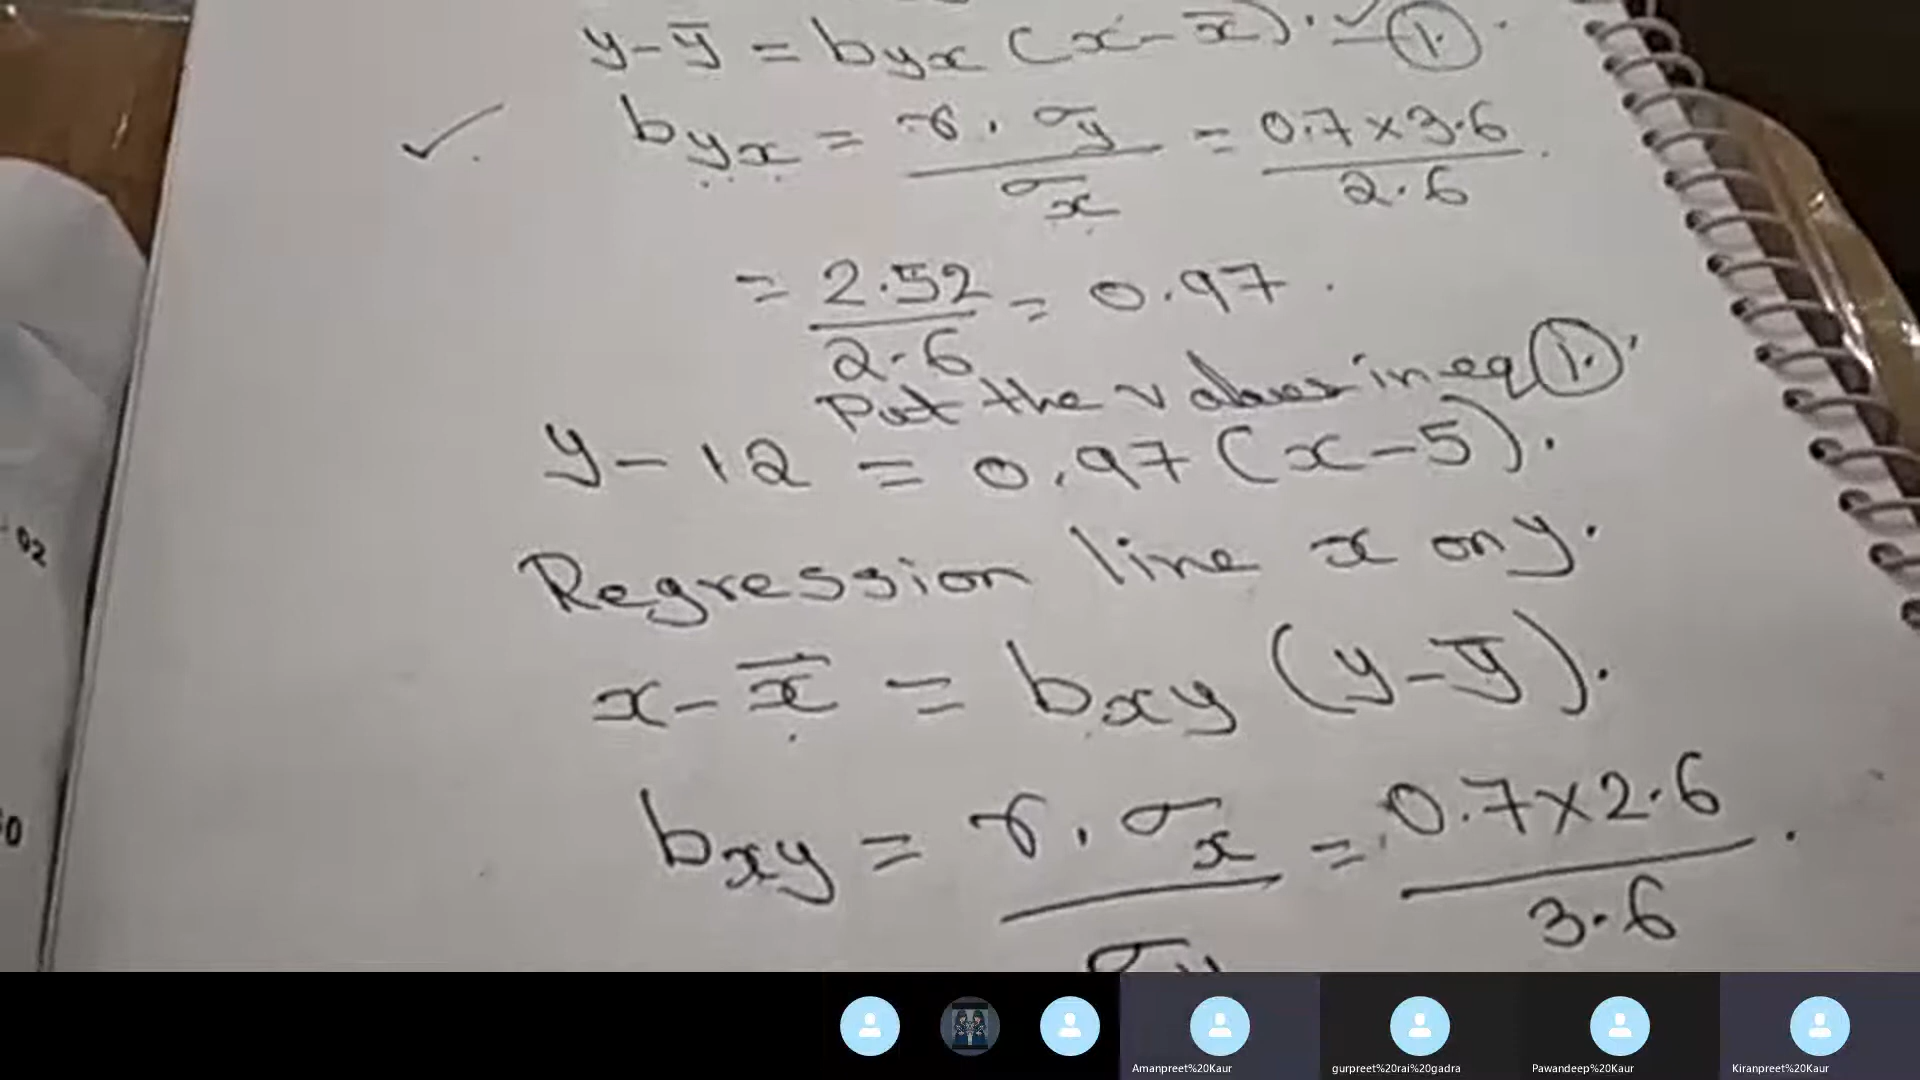 y-ȳ = byx (x-x̄). - ①.
byx = r. σy / σx = 0.7×3.6 / 2.6
= 2.52 / 2.6 = 0.97.
Put the values in eq ①.
y-12 = 0.97(x-5).
Regression line x on y.
x-x̄ = bxy (y-ȳ).
bxy = r. σx / σy = 0.7×2.6 / 3.6
02
0
Amanpreet%20Kaur gurpreet%20rai%20gadra Pawandeep%20Kaur Kiranpreet%20Kaur